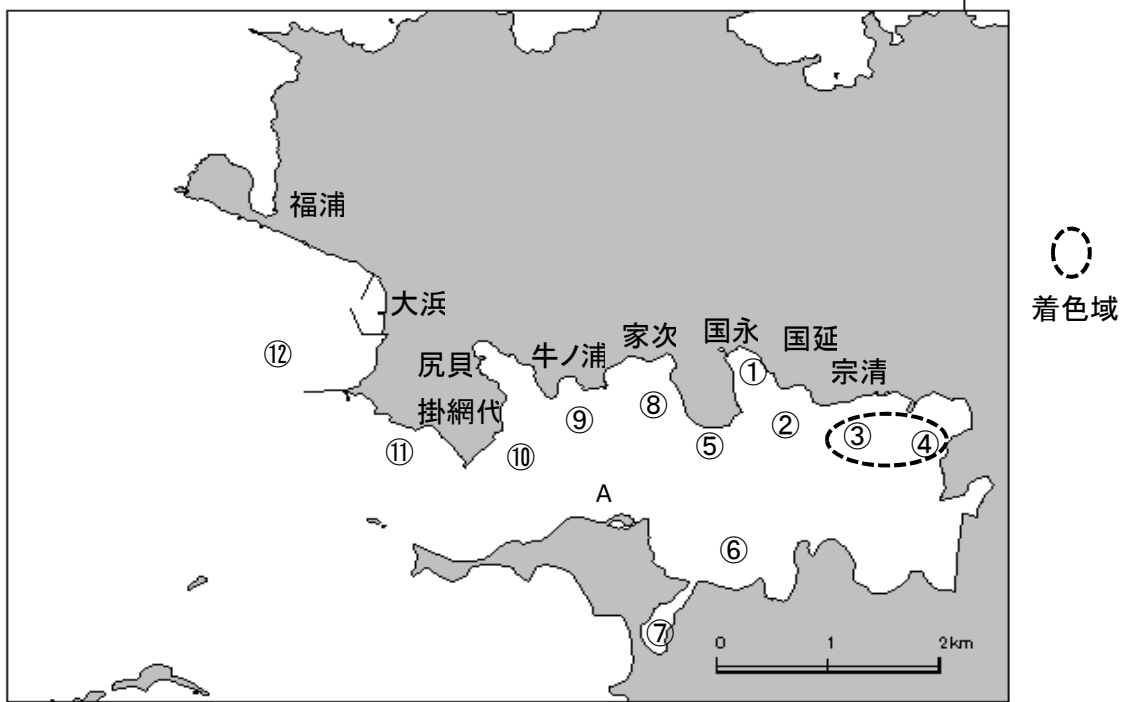 福浦
大浜
⑫
尻貝
掛網代
牛ノ浦
家次
国永
国延
宗清
①
②
③
④
⑤
⑧
⑨
⑩
⑪
A
⑥
⑦
0 1 2km
着色域